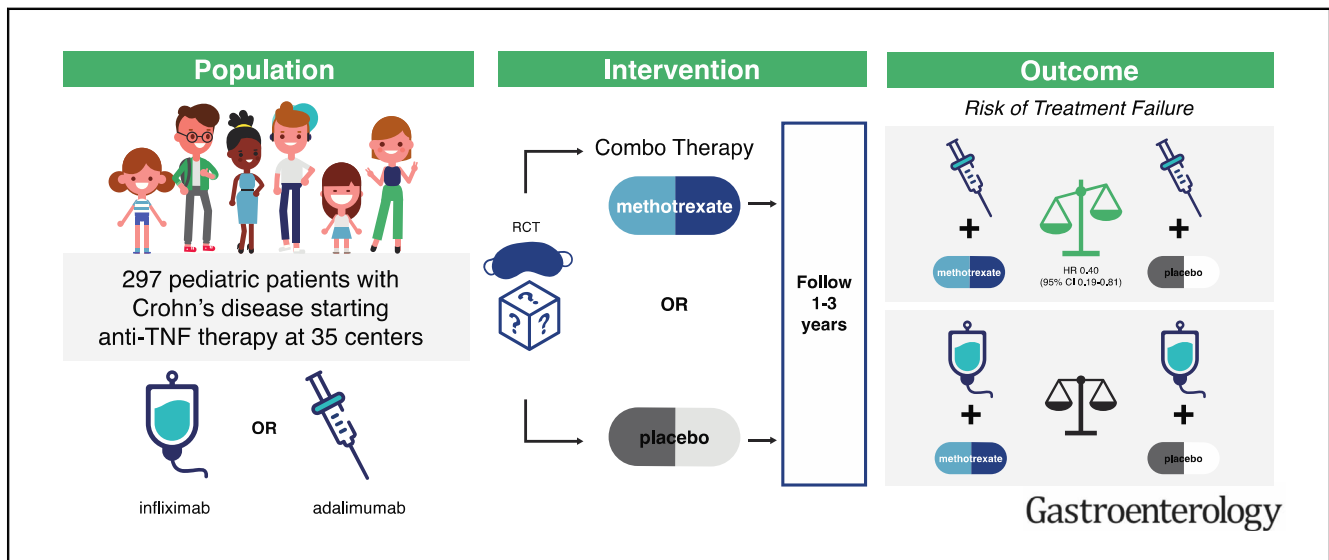 Population
297 pediatric patients with
Crohn's disease starting
anti-TNF therapy at 35 centers
OR
infliximab
adalimumab
Intervention
RCT
? ? ?
Combo Therapy
methotrexate
OR
placebo
Follow
1-3
years
Outcome
Risk of Treatment Failure
+
+
methotrexate
HR 0.40
(95% CI 0.19-0.81)
placebo
+
+
methotrexate
placebo
Gastroenterology